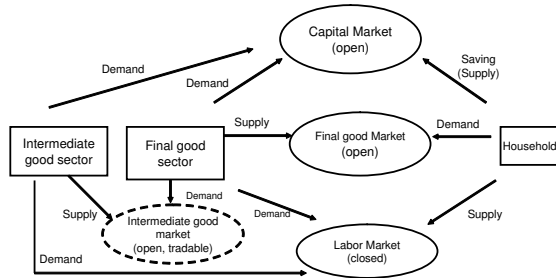 Capital Market
(open)
Demand
Demand
Saving
(Supply)
Intermediate
good sector
Final good
sector
Supply
Final good Market
(open)
Demand
Household
Supply
Demand
Intermediate good
market
(open, tradable)
Demand
Supply
Demand
Labor Market
(closed)